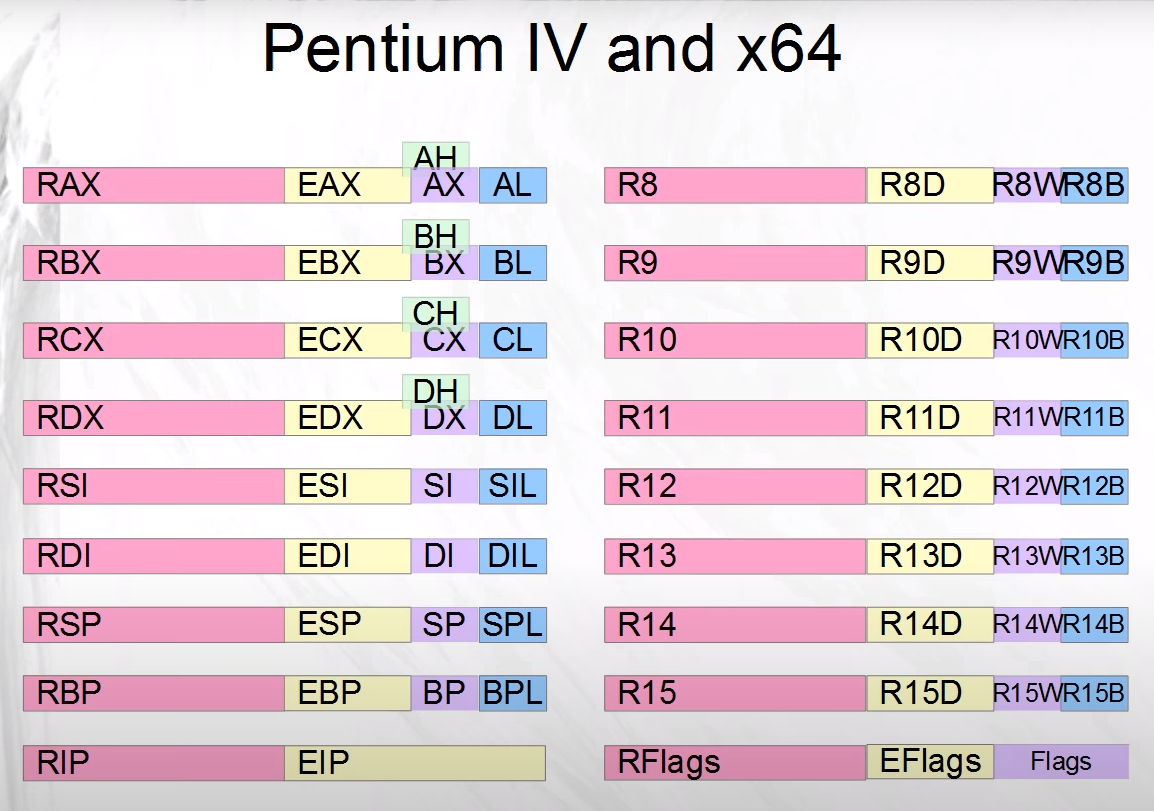 Pentium IV and x64
AH
RAX EAX AX AL R8 R8D R8W R8B
BH
RBX EBX BX BL R9 R9D R9W R9B
CH
RCX ECX CX CL R10 R10D R10W R10B
DH
RDX EDX DX DL R11 R11D R11W R11B
RSI ESI SI SIL R12 R12D R12W R12B
RDI EDI DI DIL R13 R13D R13W R13B
RSP ESP SP SPL R14 R14D R14W R14B
RBP EBP BP BPL R15 R15D R15W R15B
RIP EIP RFlags EFlags Flags